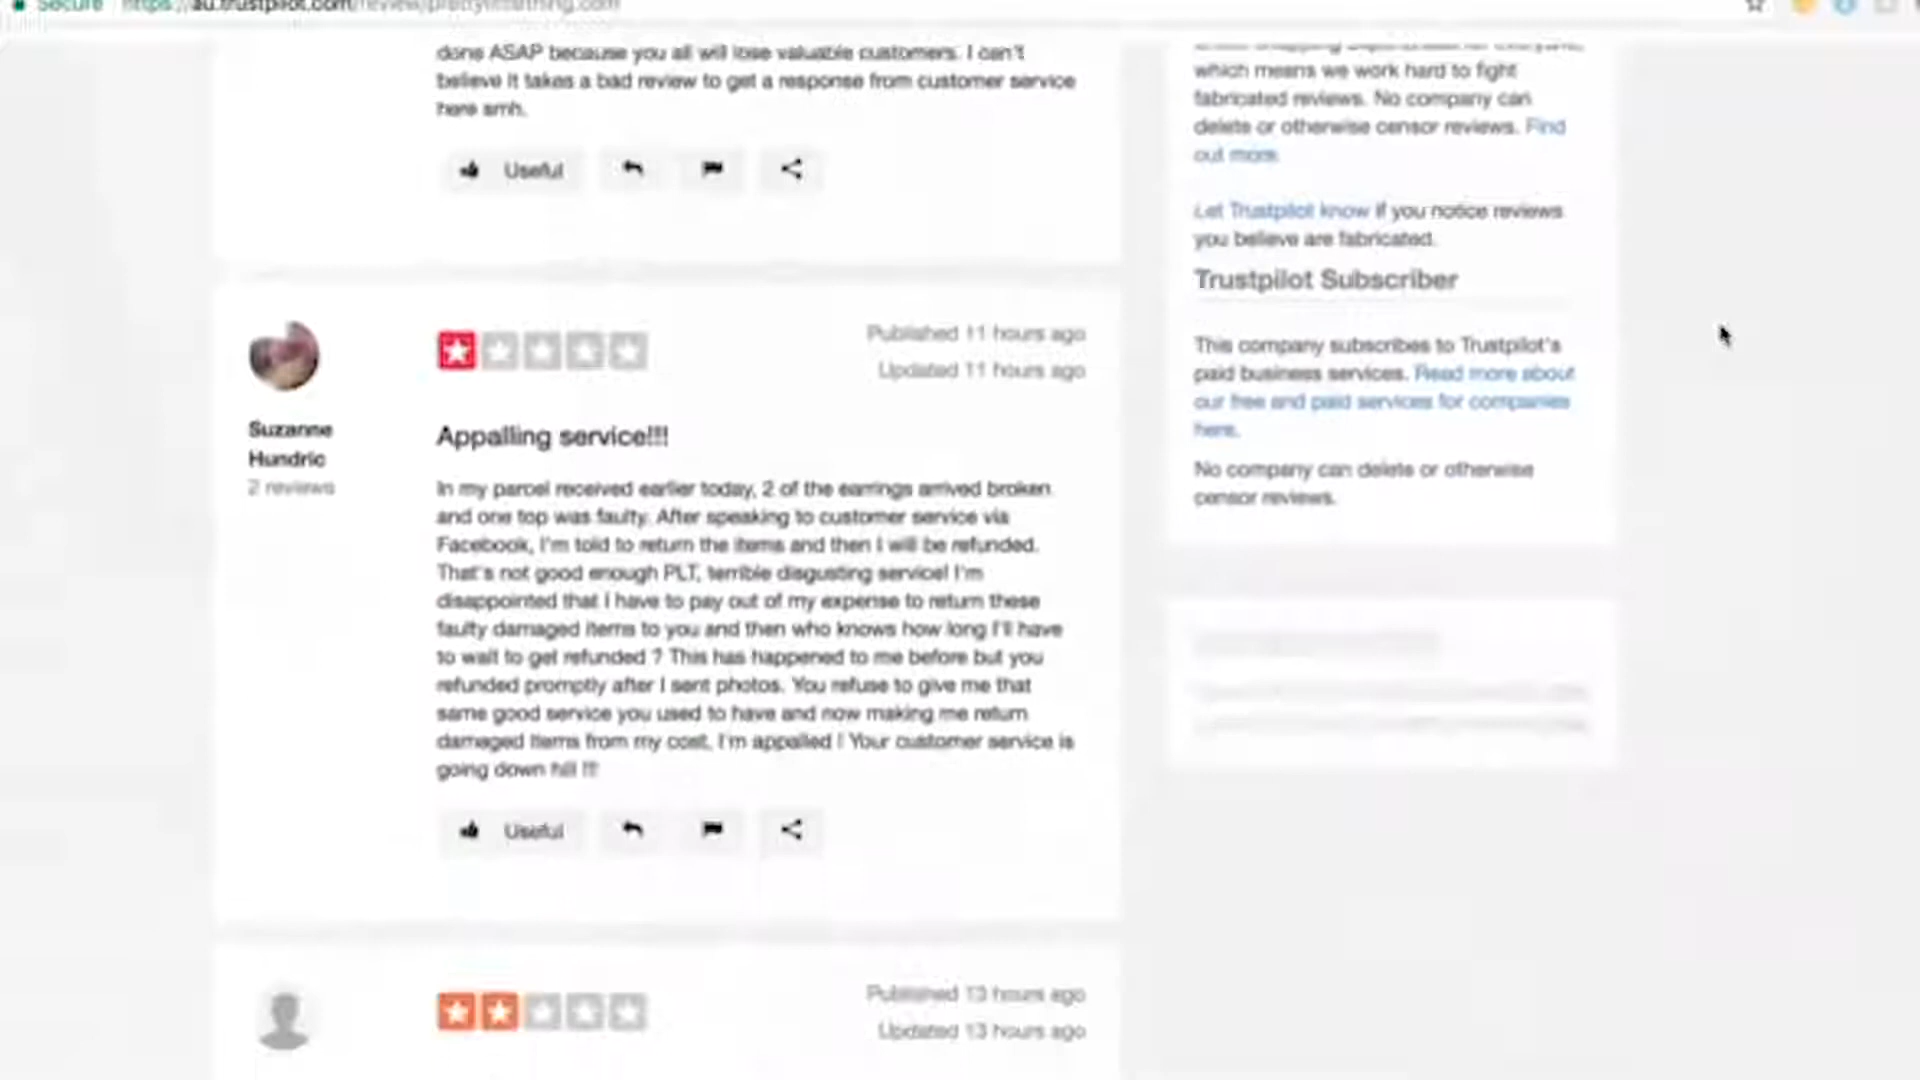 Secure https://au.trustpilot.com/review/prettylittlething.com
done ASAP because you all will lose valuable customers. I can't
believe it takes a bad review to get a response from customer service
here smh.
Useful
Suzanne
Hundric
2 reviews
Published 11 hours ago
Updated 11 hours ago
Appalling service!!!
In my parcel received earlier today, 2 of the earrings arrived broken
and one top was faulty. After speaking to customer service via
Facebook, I'm told to return the items and then I will be refunded.
That's not good enough PLT, terrible disgusting service! I'm
disappointed that I have to pay out of my expense to return these
faulty damaged items to you and then who knows how long I'll have
to wait to get refunded ? This has happened to me before but you
refunded promptly after I sent photos. You refuse to give me that
same good service you used to have and now making me return
damaged items from my cost, I'm appalled ! Your customer service is
going down hill !!!
Useful
Published 13 hours ago
Updated 13 hours ago
which means we work hard to fight
fabricated reviews. No company can
delete or otherwise censor reviews. Find
out more.
Let Trustpilot know if you notice reviews
you believe are fabricated.
Trustpilot Subscriber
This company subscribes to Trustpilot's
paid business services. Read more about
our free and paid services for companies
here.
No company can delete or otherwise
censor reviews.